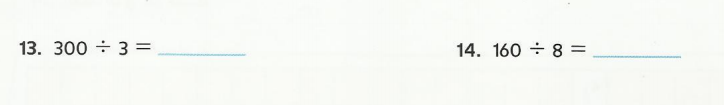 13. 300 ÷ 3 = ________ 14. 160 ÷ 8 = ________